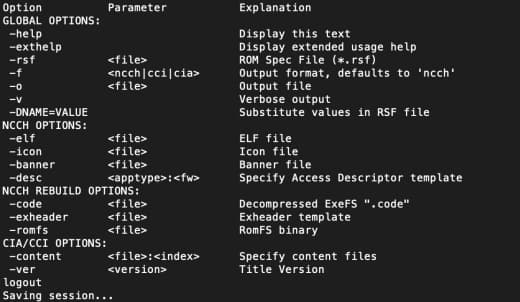 Option Parameter Explanation
GLOBAL OPTIONS:
-help Display this text
-exthelp Display extended usage help
-rsf <file> ROM Spec File (*.rsf)
-f <ncch|cci|cia> Output format, defaults to 'ncch'
-o <file> Output file
-v Verbose output
-DNAME=VALUE Substitute values in RSF file
NCCH OPTIONS:
-elf <file> ELF file
-icon <file> Icon file
-banner <file> Banner file
-desc <apptype>:<fw> Specify Access Descriptor template
NCCH REBUILD OPTIONS:
-code <file> Decompressed ExeFS ".code"
-exheader <file> Exheader template
-romfs <file> RomFS binary
CIA/CCI OPTIONS:
-content <file>:<index> Specify content files
-ver <version> Title Version
logout
Saving session...